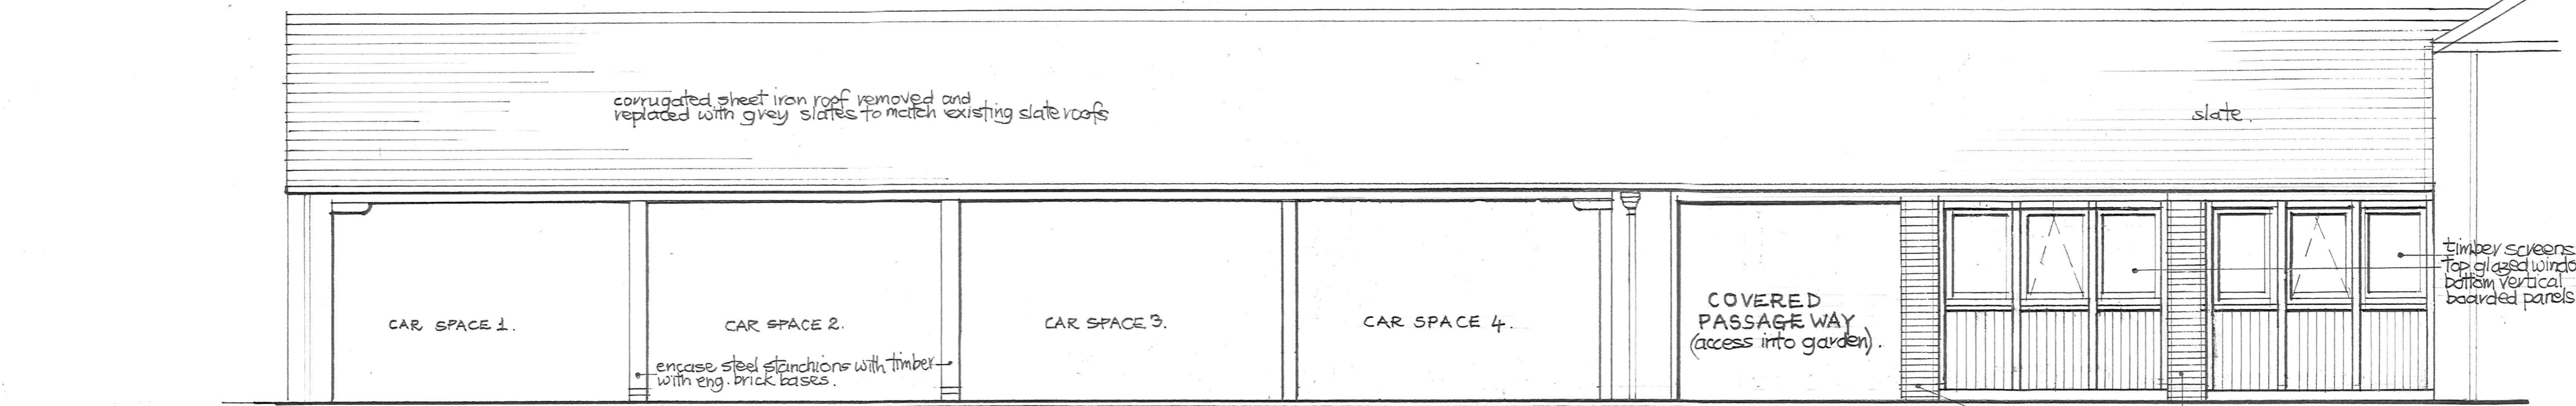 corrugated sheet iron roof removed and
replaced with grey slates to match existing slate roofs
slate.
CAR SPACE 1.
CAR SPACE 2.
CAR SPACE 3.
CAR SPACE 4.
encase steel stanchions with timber
with eng. brick bases.
COVERED
PASSAGE WAY
(access into garden).
timber screens
top glazed windo
bottom vertical
boarded panels